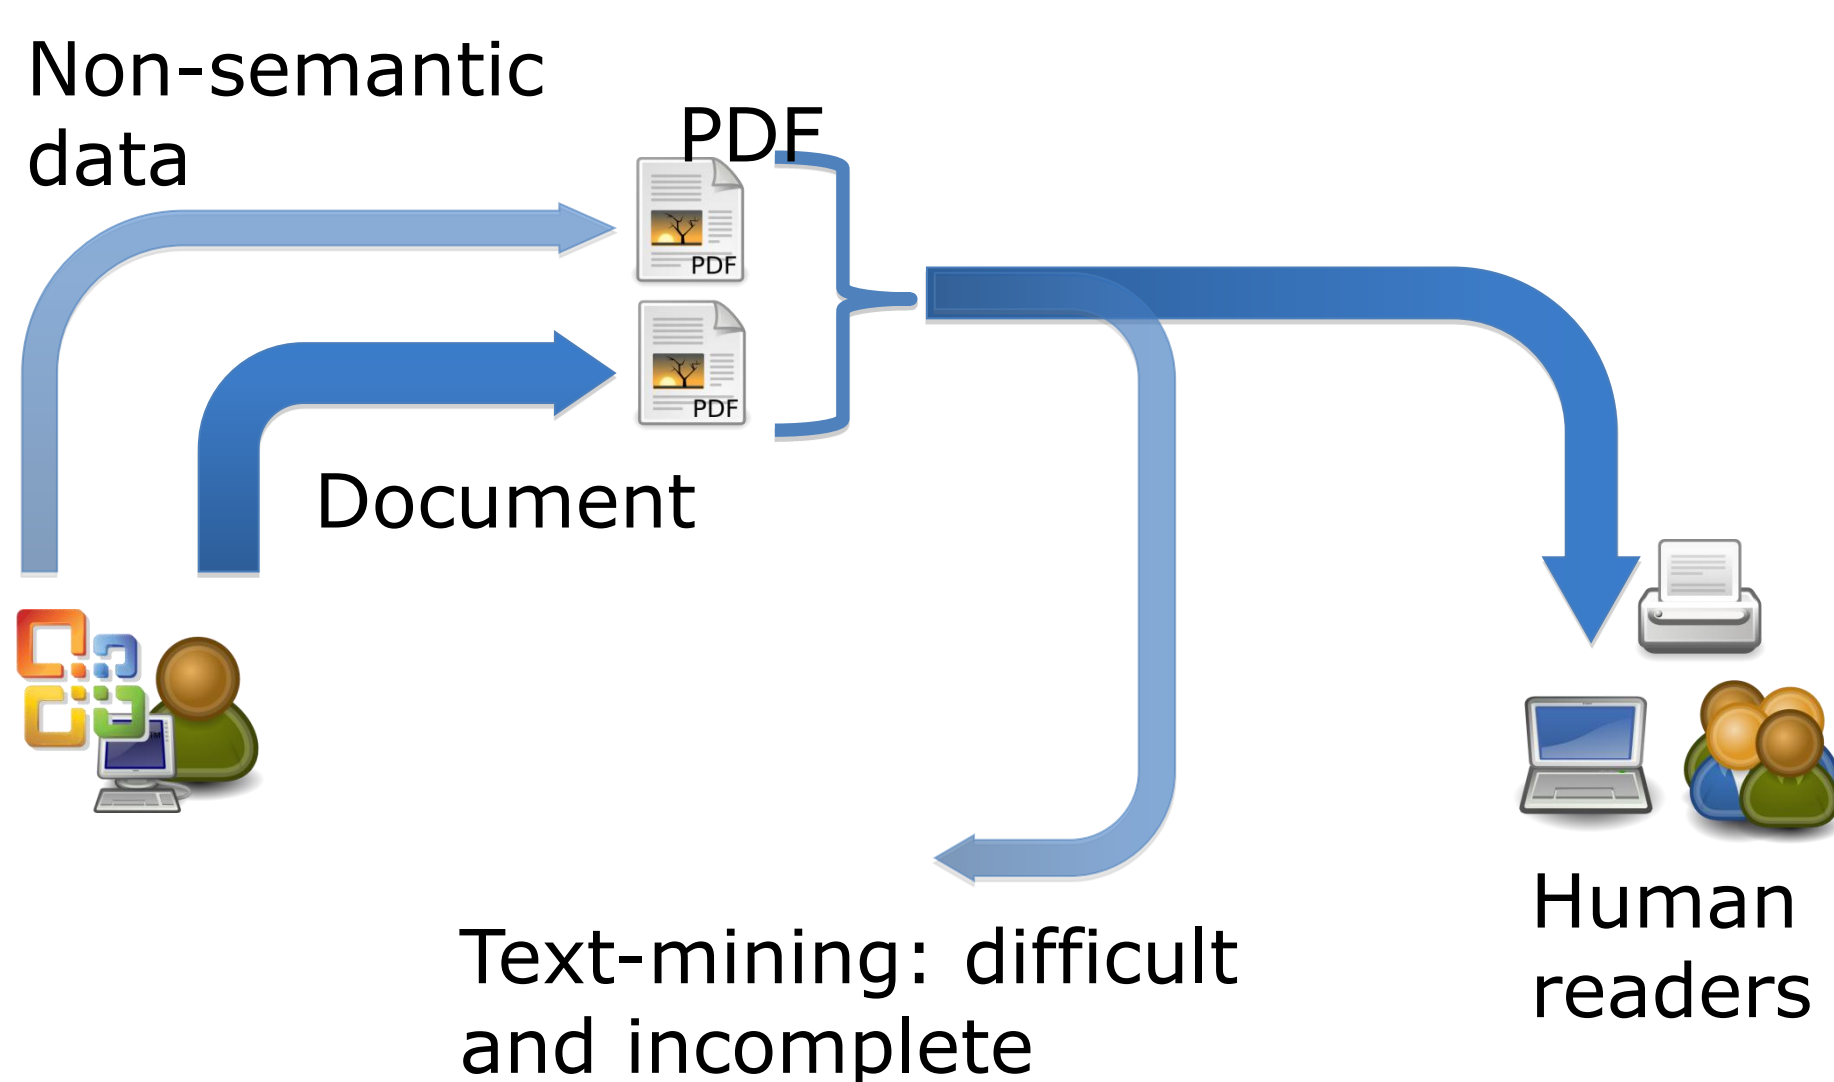 Non-semantic
data
PDF
PDF
PDF
Document
Text-mining: difficult
and incomplete
Human
readers